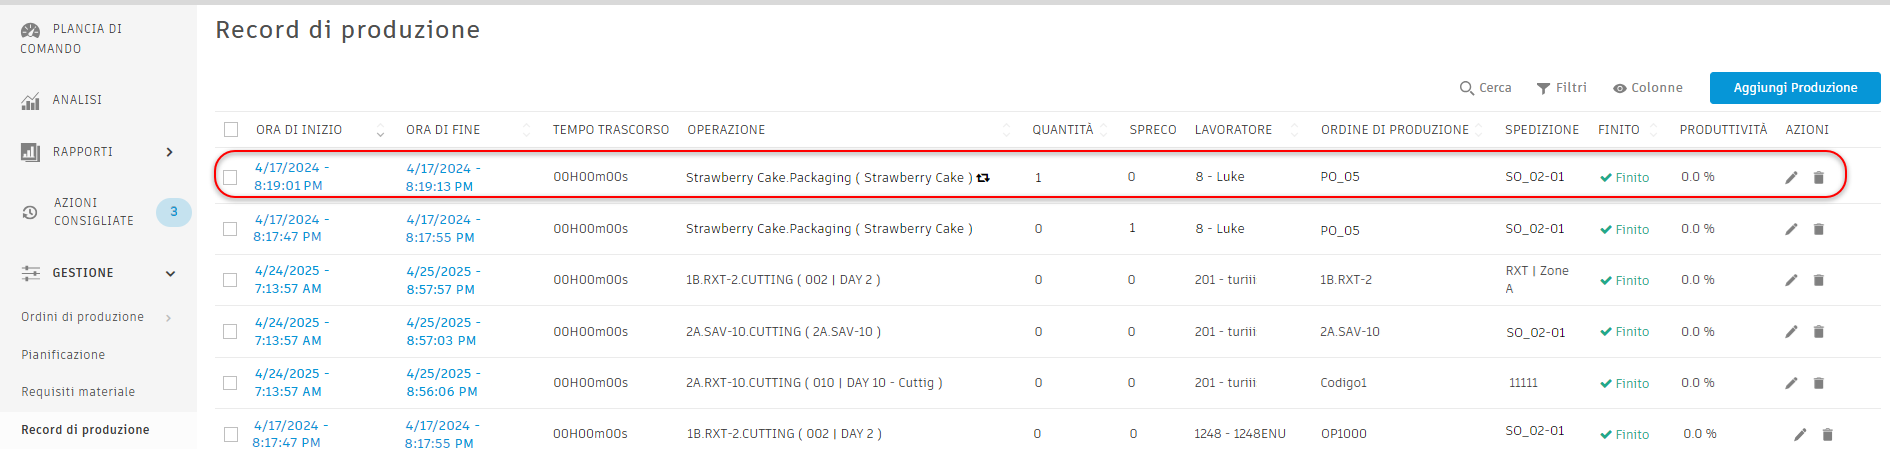 PLANCIA DI
COMANDO
ANALISI
RAPPORTI
AZIONI
CONSIGLIATE
3
GESTIONE
Ordini di produzione
Pianificazione
Requisiti materiale
Record di produzione
Record di produzione
Cerca Filtri Colonne Aggiungi Produzione
ORA DI INIZIO ORA DI FINE TEMPO TRASCORSO OPERAZIONE QUANTITÀ SPRECO LAVORATORE ORDINE DI PRODUZIONE SPEDIZIONE FINITO PRODUTTIVITÀ AZIONI
4/17/2024 - 4/17/2024 -
8:19:01 PM 8:19:13 PM 00H00m00s Strawberry Cake.Packaging ( Strawberry Cake ) 1 0 8 - Luke PO_05 SO_02-01 Finito 0.0 %
4/17/2024 - 4/17/2024 -
8:17:47 PM 8:17:55 PM 00H00m00s Strawberry Cake.Packaging ( Strawberry Cake ) 0 1 8 - Luke PO_05 SO_02-01 Finito 0.0 %
4/24/2025 - 4/25/2025 - RXT | Zone
7:13:57 AM 8:57:57 PM 00H00m00s 1B.RXT-2.CUTTING ( 002 | DAY 2 ) 0 0 201 - turiii 1B.RXT-2 A Finito 0.0 %
4/24/2025 - 4/25/2025 -
7:13:57 AM 8:57:03 PM 00H00m00s 2A.SAV-10.CUTTING ( 2A.SAV-10 ) 0 0 201 - turiii 2A.SAV-10 SO_02-01 Finito 0.0 %
4/24/2025 - 4/25/2025 -
7:13:57 AM 8:56:06 PM 00H00m00s 2A.RXT-10.CUTTING ( 010 | DAY 10 - Cuttig ) 0 0 201 - turiii Codigo1 11111 Finito 0.0 %
4/17/2024 - 4/17/2024 -
8:17:47 PM 8:17:55 PM 00H00m00s 1B.RXT-2.CUTTING ( 002 | DAY 2 ) 0 0 1248 - 1248ENU OP1000 SO_02-01 Finito 0.0 %